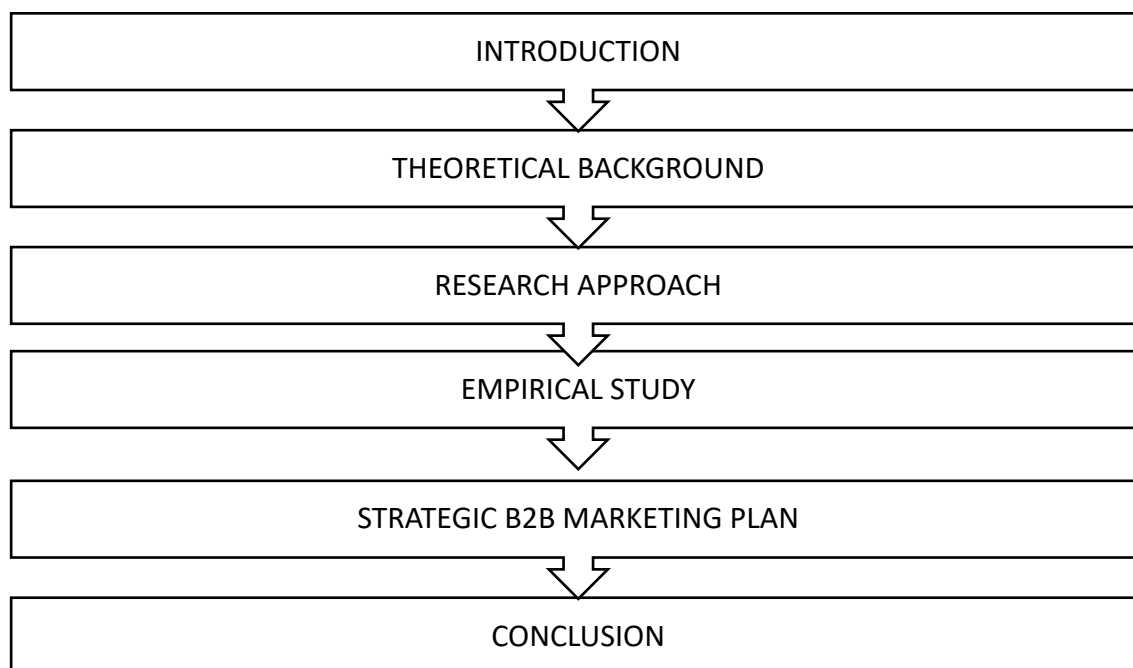 INTRODUCTION
THEORETICAL BACKGROUND
RESEARCH APPROACH
EMPIRICAL STUDY
STRATEGIC B2B MARKETING PLAN
CONCLUSION